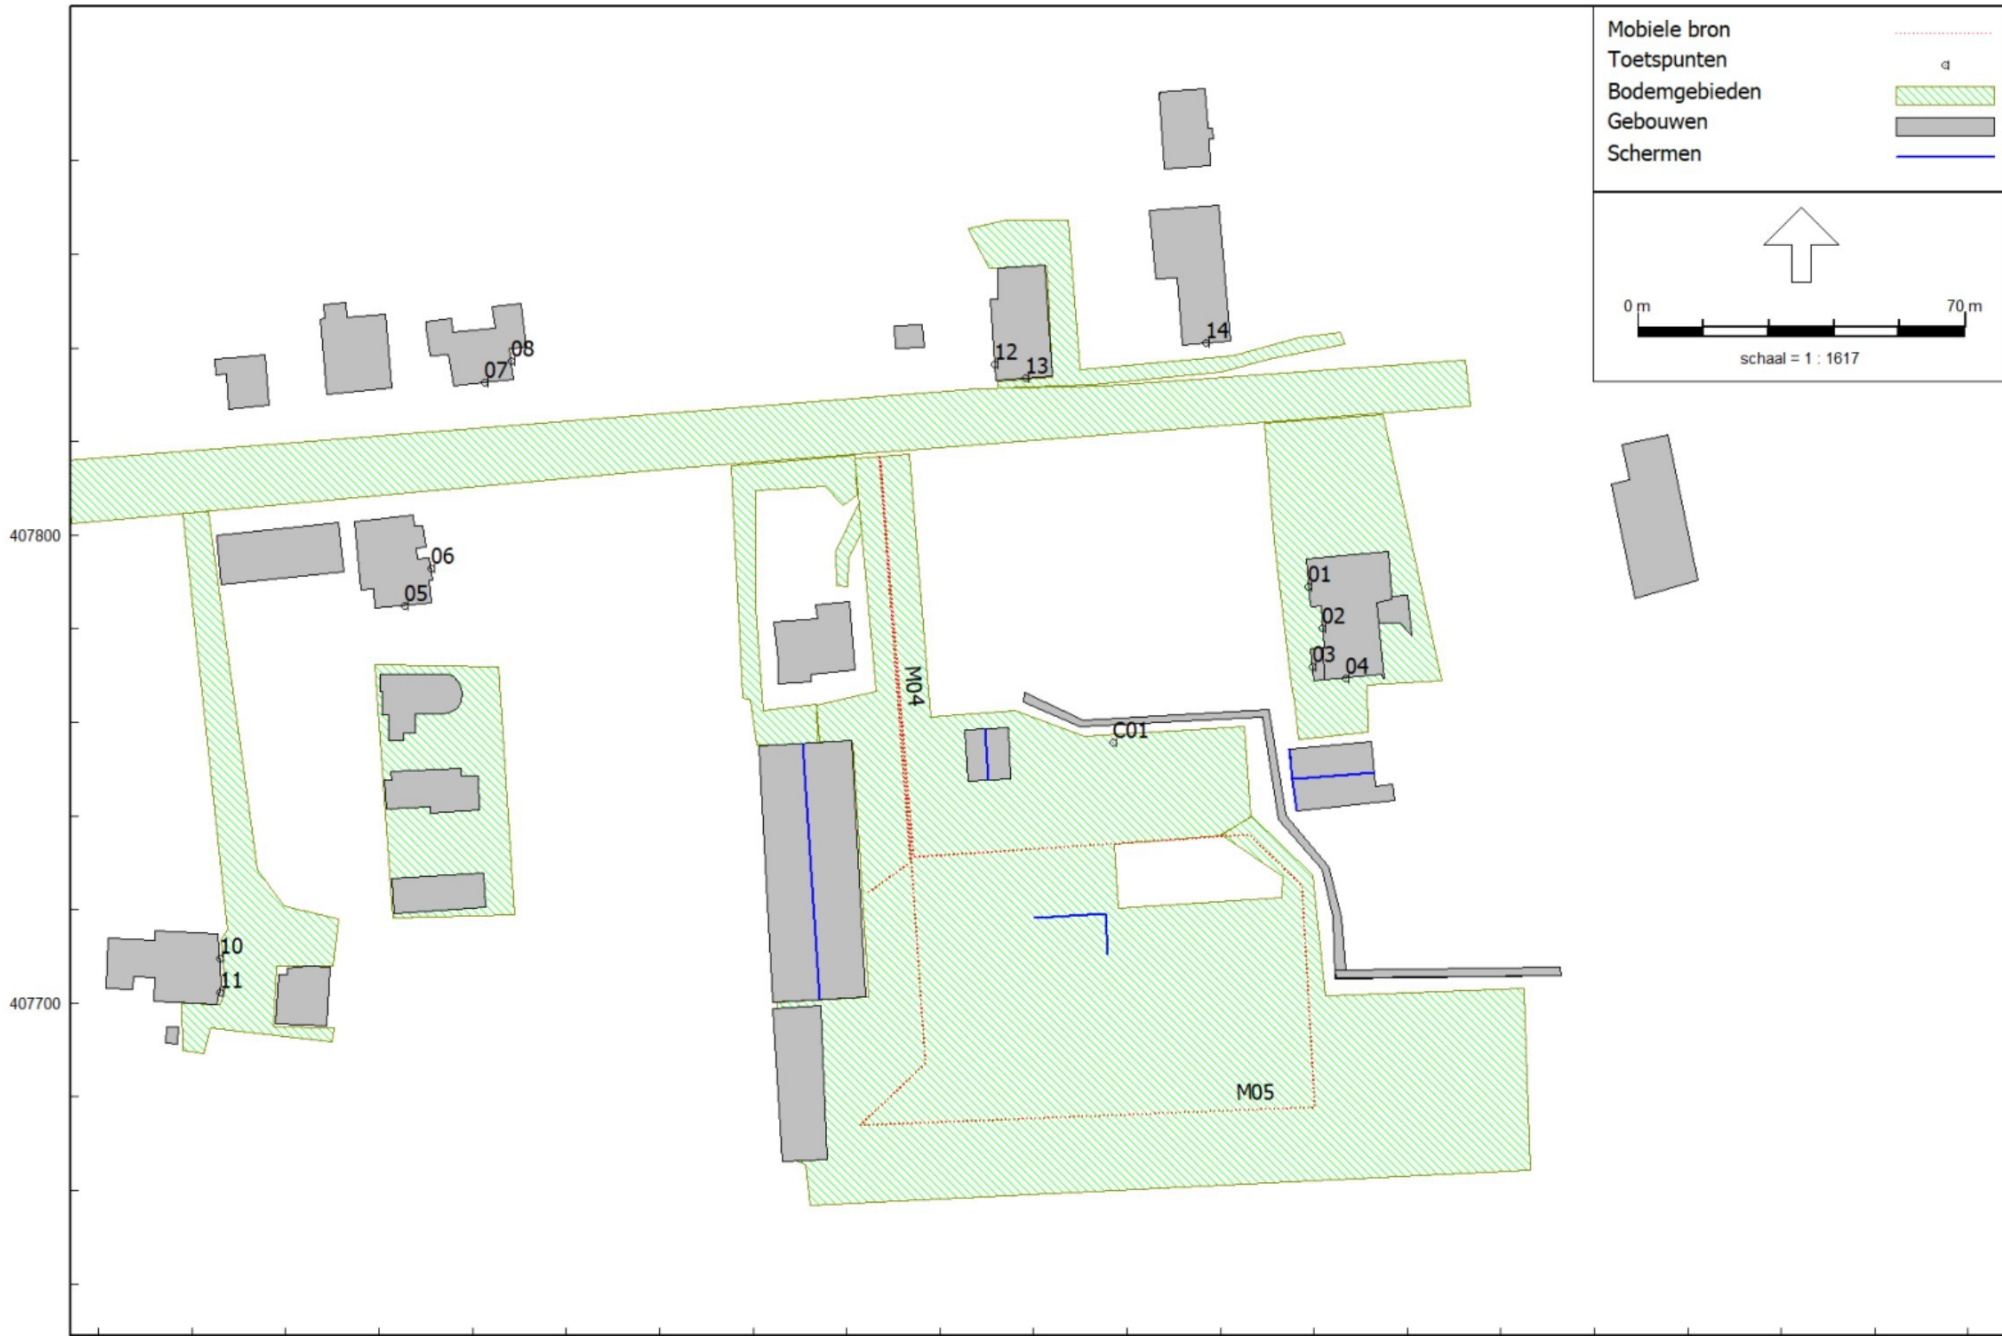 Mobiele bron
Toetspunten
Bodemgebieden
Gebouwen
Schermen
0 m 70 m
schaal = 1 : 1617
14
12
13
08
07
407800
06
05
01
02
03
04
M04
C01
10
11
407700
M05